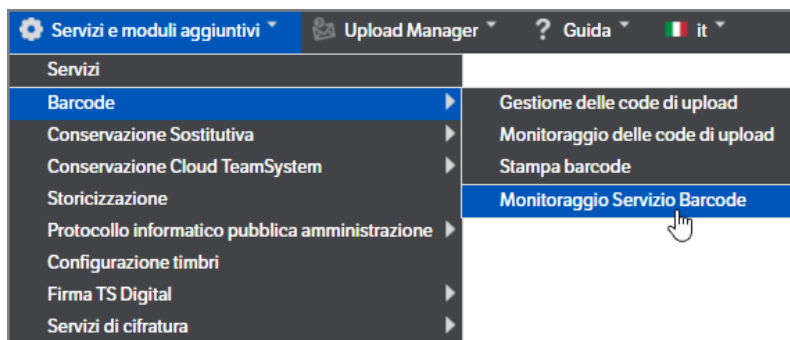 Servizi e moduli aggiuntivi Upload Manager ? Guida it
Servizi
Barcode
Conservazione Sostitutiva
Conservazione Cloud TeamSystem
Storicizzazione
Protocollo informatico pubblica amministrazione
Configurazione timbri
Firma TS Digital
Servizi di cifratura
Gestione delle code di upload
Monitoraggio delle code di upload
Stampa barcode
Monitoraggio Servizio Barcode